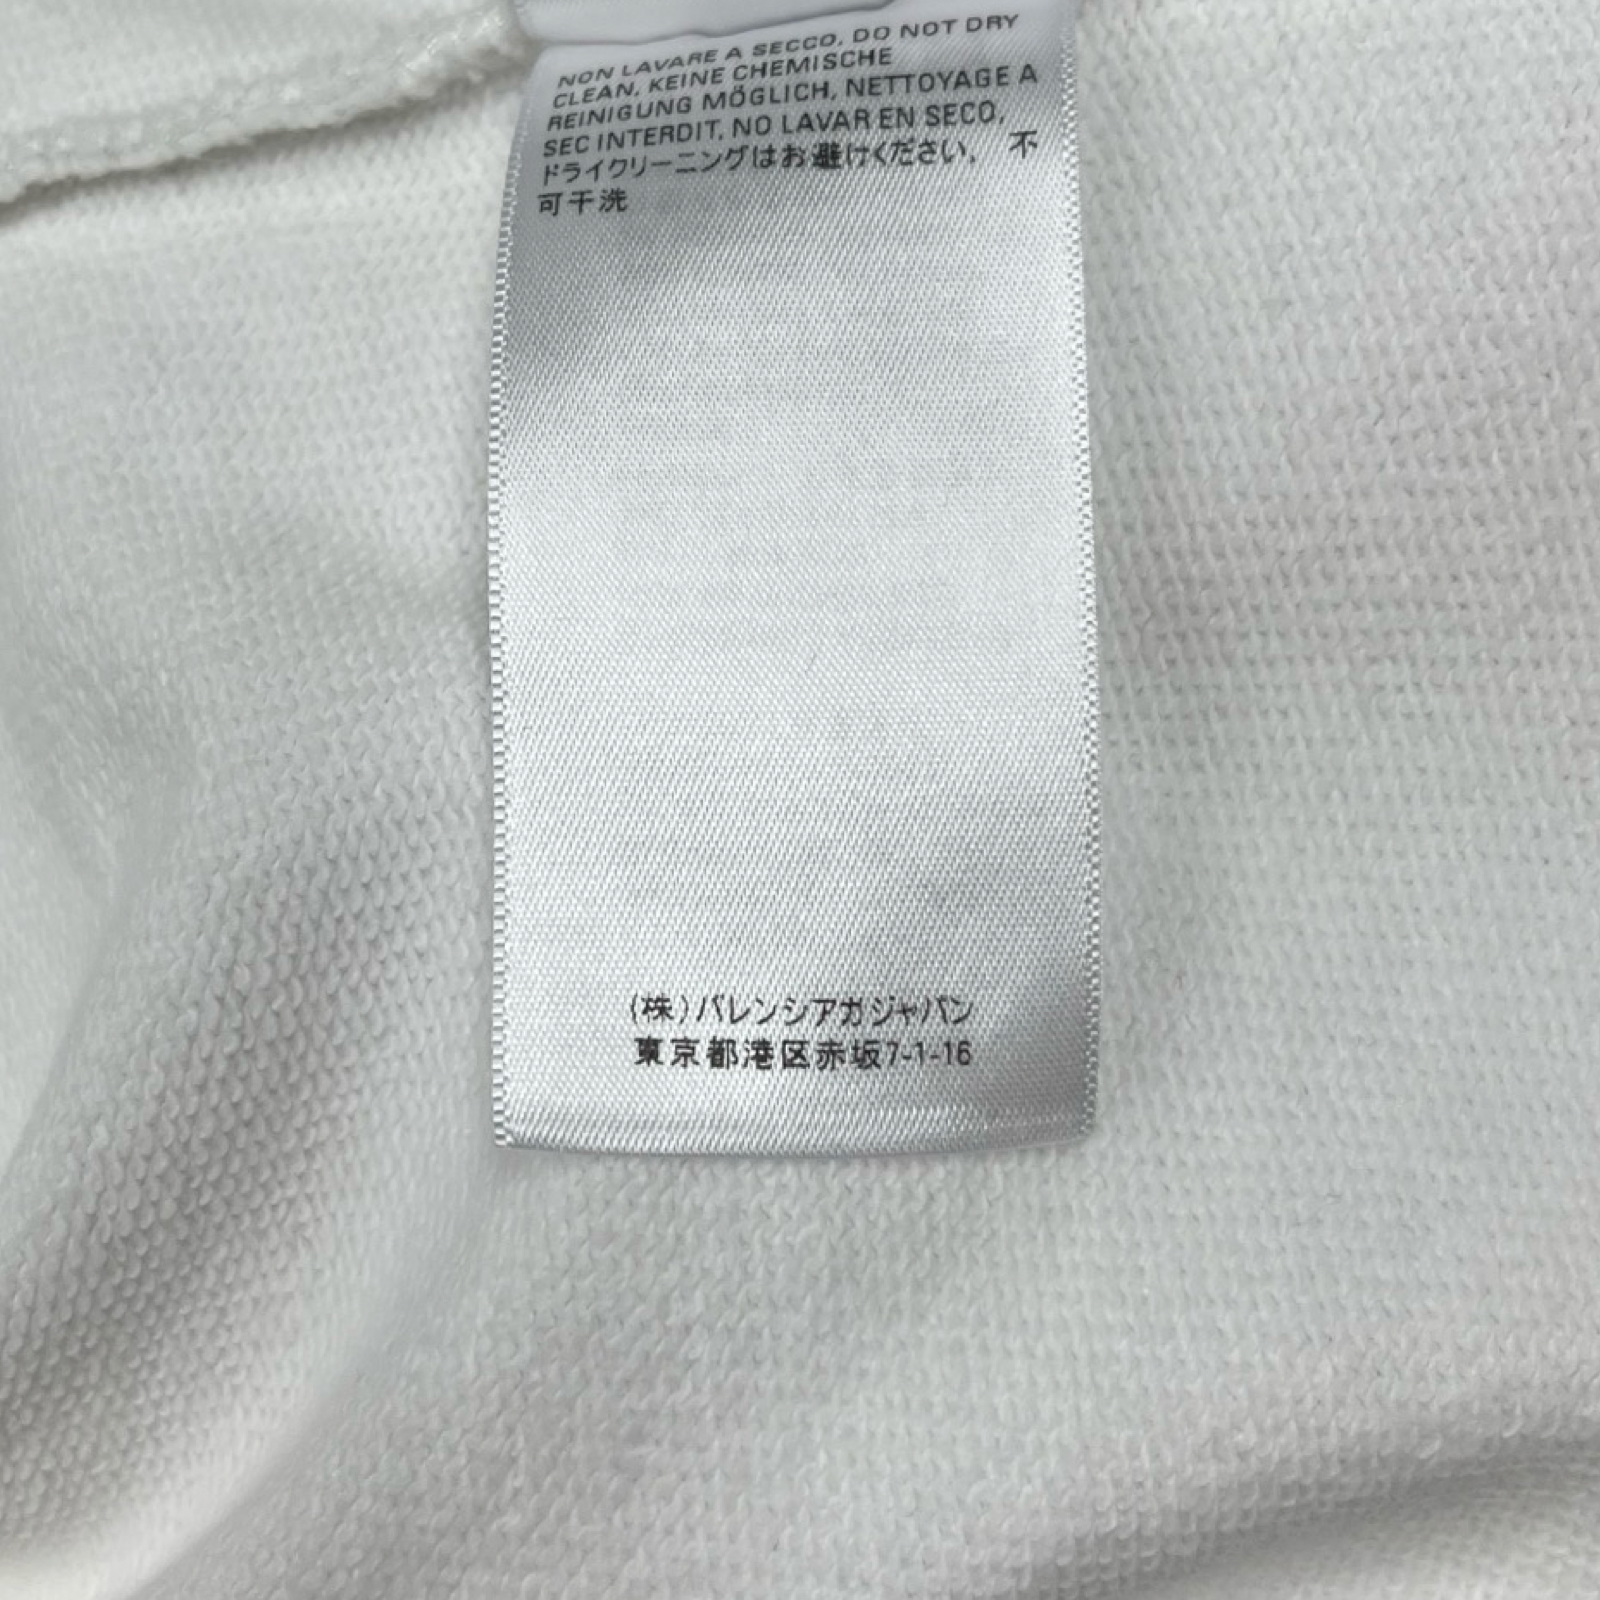 NON LAVARE A SECCO, DO NOT DRY
CLEAN, KEINE CHEMISCHE
REINIGUNG MÖGLICH, NETTOYAGE A
SEC INTERDIT, NO LAVAR EN SECO,
ドライクリーニングはお避けください, 不
可干洗
(株)バレンシアガジャパン
東京都港区赤坂7-1-16